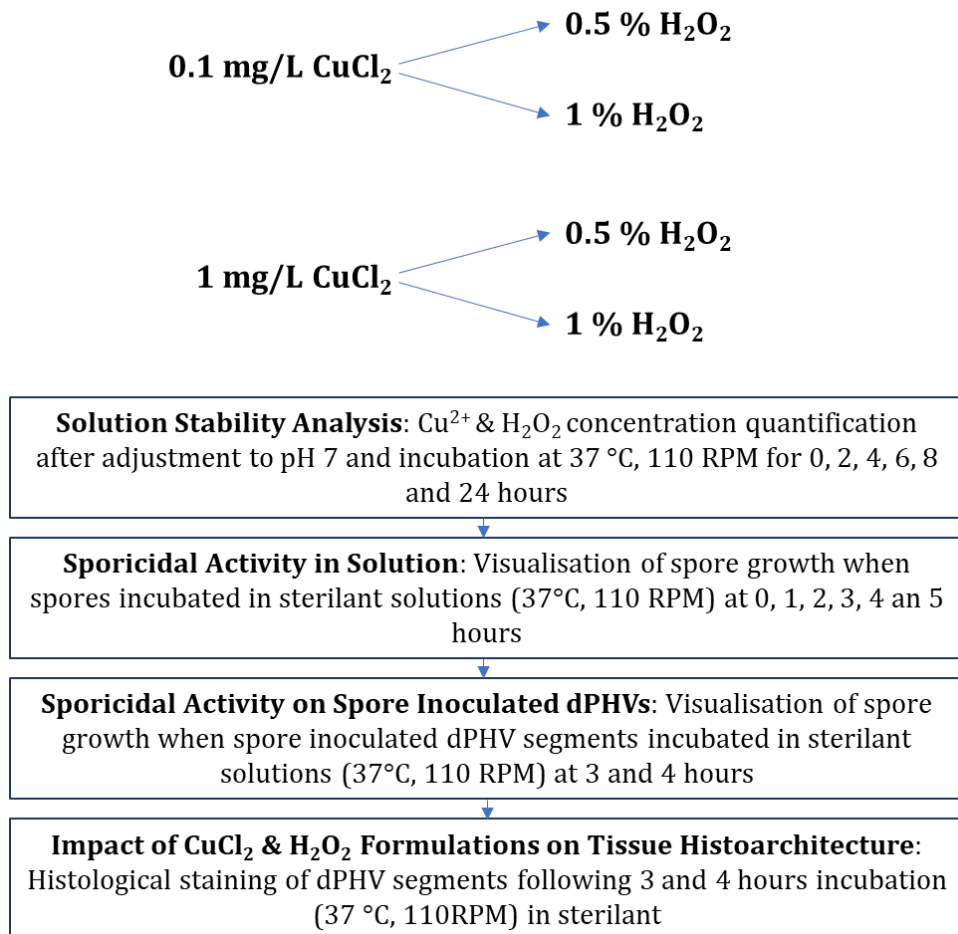 0.5 % H₂O₂
0.1 mg/L CuCl₂
1 % H₂O₂
0.5 % H₂O₂
1 mg/L CuCl₂
1 % H₂O₂
Solution Stability Analysis: Cu²⁺ & H₂O₂ concentration quantification
after adjustment to pH 7 and incubation at 37 °C, 110 RPM for 0, 2, 4, 6, 8
and 24 hours
Sporicidal Activity in Solution: Visualisation of spore growth when
spores incubated in sterilant solutions (37°C, 110 RPM) at 0, 1, 2, 3, 4 an 5
hours
Sporicidal Activity on Spore Inoculated dPHVs: Visualisation of spore
growth when spore inoculated dPHV segments incubated in sterilant
solutions (37°C, 110 RPM) at 3 and 4 hours
Impact of CuCl₂ & H₂O₂ Formulations on Tissue Histoarchitecture:
Histological staining of dPHV segments following 3 and 4 hours incubation
(37 °C, 110RPM) in sterilant